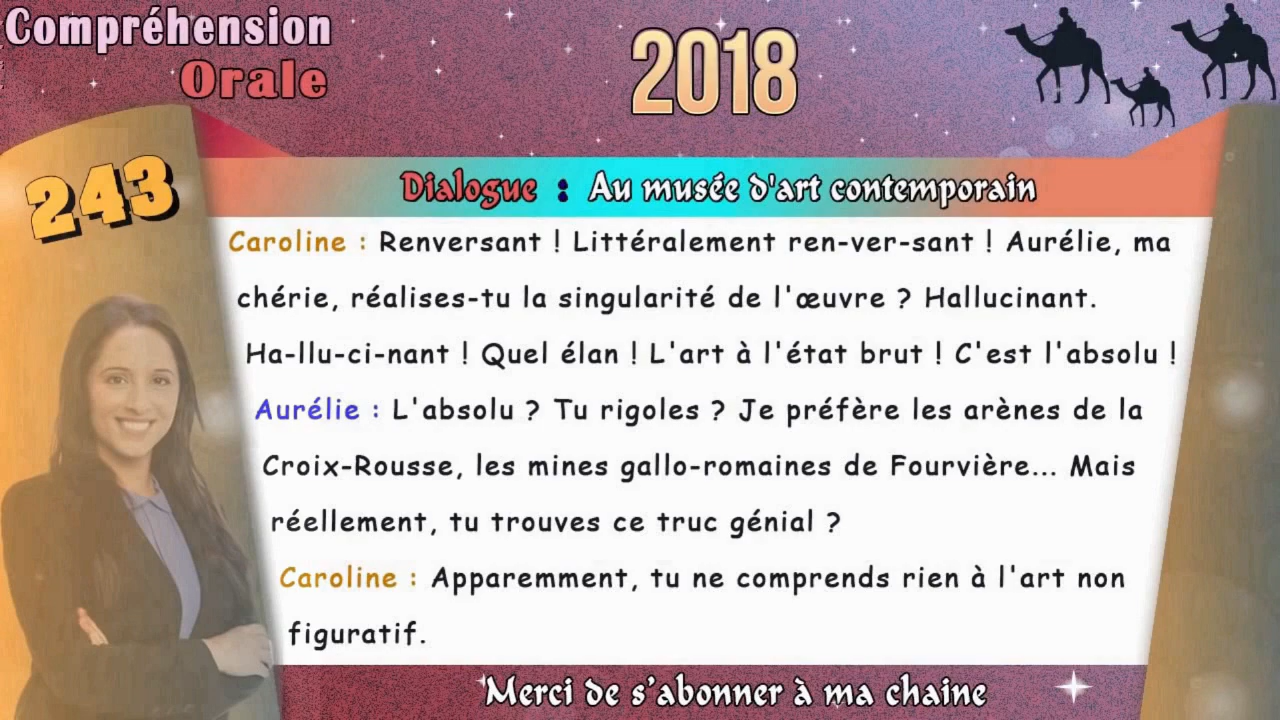 Compréhension
Orale
2018
243
Dialogue : Au musée d'art contemporain
Caroline : Renversant ! Littéralement ren-ver-sant ! Aurélie, ma
chérie, réalises-tu la singularité de l'œuvre ? Hallucinant.
Ha-llu-ci-nant ! Quel élan ! L'art à l'état brut ! C'est l'absolu !
Aurélie : L'absolu ? Tu rigoles ? Je préfère les arènes de la
Croix-Rousse, les mines gallo-romaines de Fourvière... Mais
réellement, tu trouves ce truc génial ?
Caroline : Apparemment, tu ne comprends rien à l'art non
figuratif.
Merci de s'abonner à ma chaine